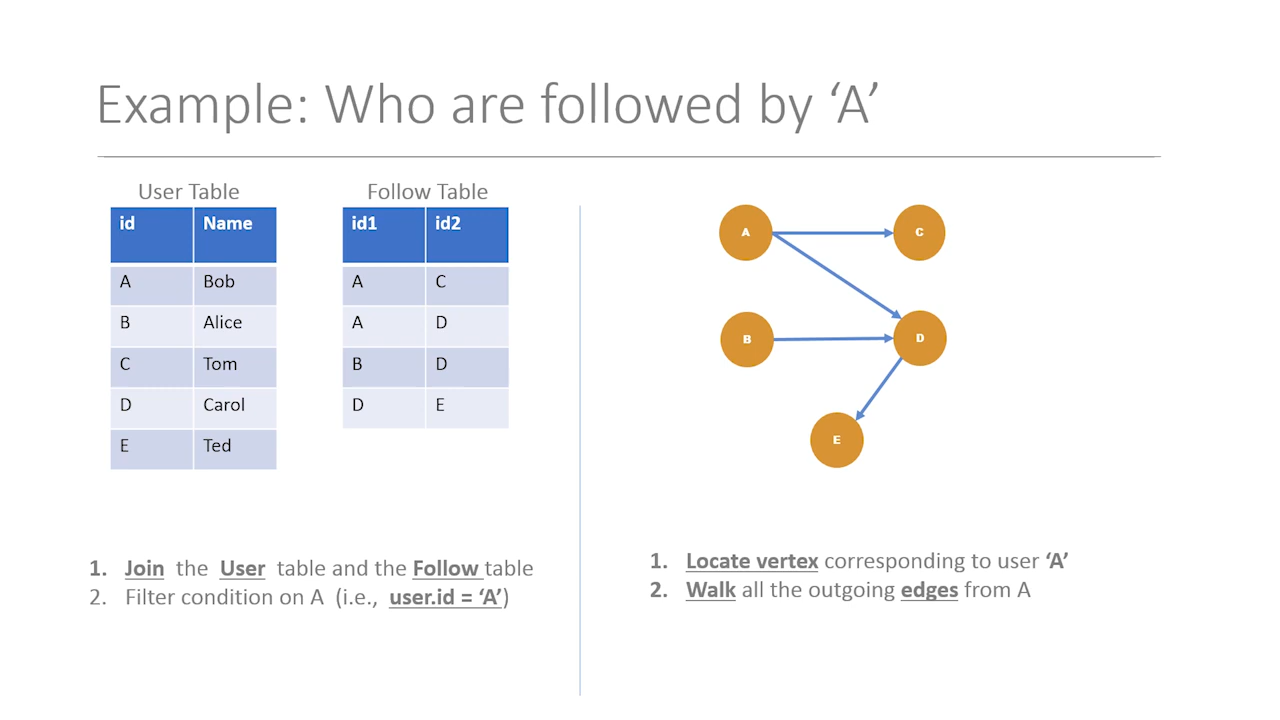 Example: Who are followed by ‘A’
User Table
id Name
A Bob
B Alice
C Tom
D Carol
E Ted
Follow Table
id1 id2
A C
A D
B D
D E
1. Join the User table and the Follow table
2. Filter condition on A (i.e., user.id = ‘A’)
A
C
B
D
E
1. Locate vertex corresponding to user ‘A’
2. Walk all the outgoing edges from A